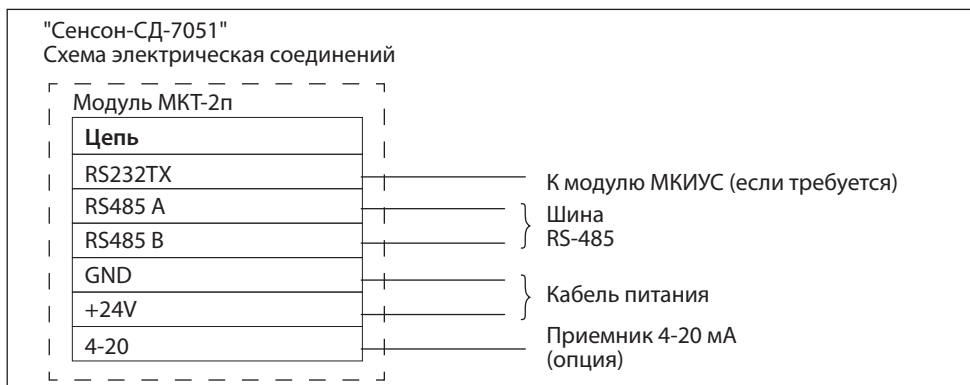 "Сенсон-СД-7051"
Схема электрическая соединений
Модуль МКТ-2п
Цепь
RS232TX
К модулю МКИУС (если требуется)
RS485 A
RS485 B
Шина
RS-485
GND
+24V
Кабель питания
4-20
Приемник 4-20 мА
(опция)